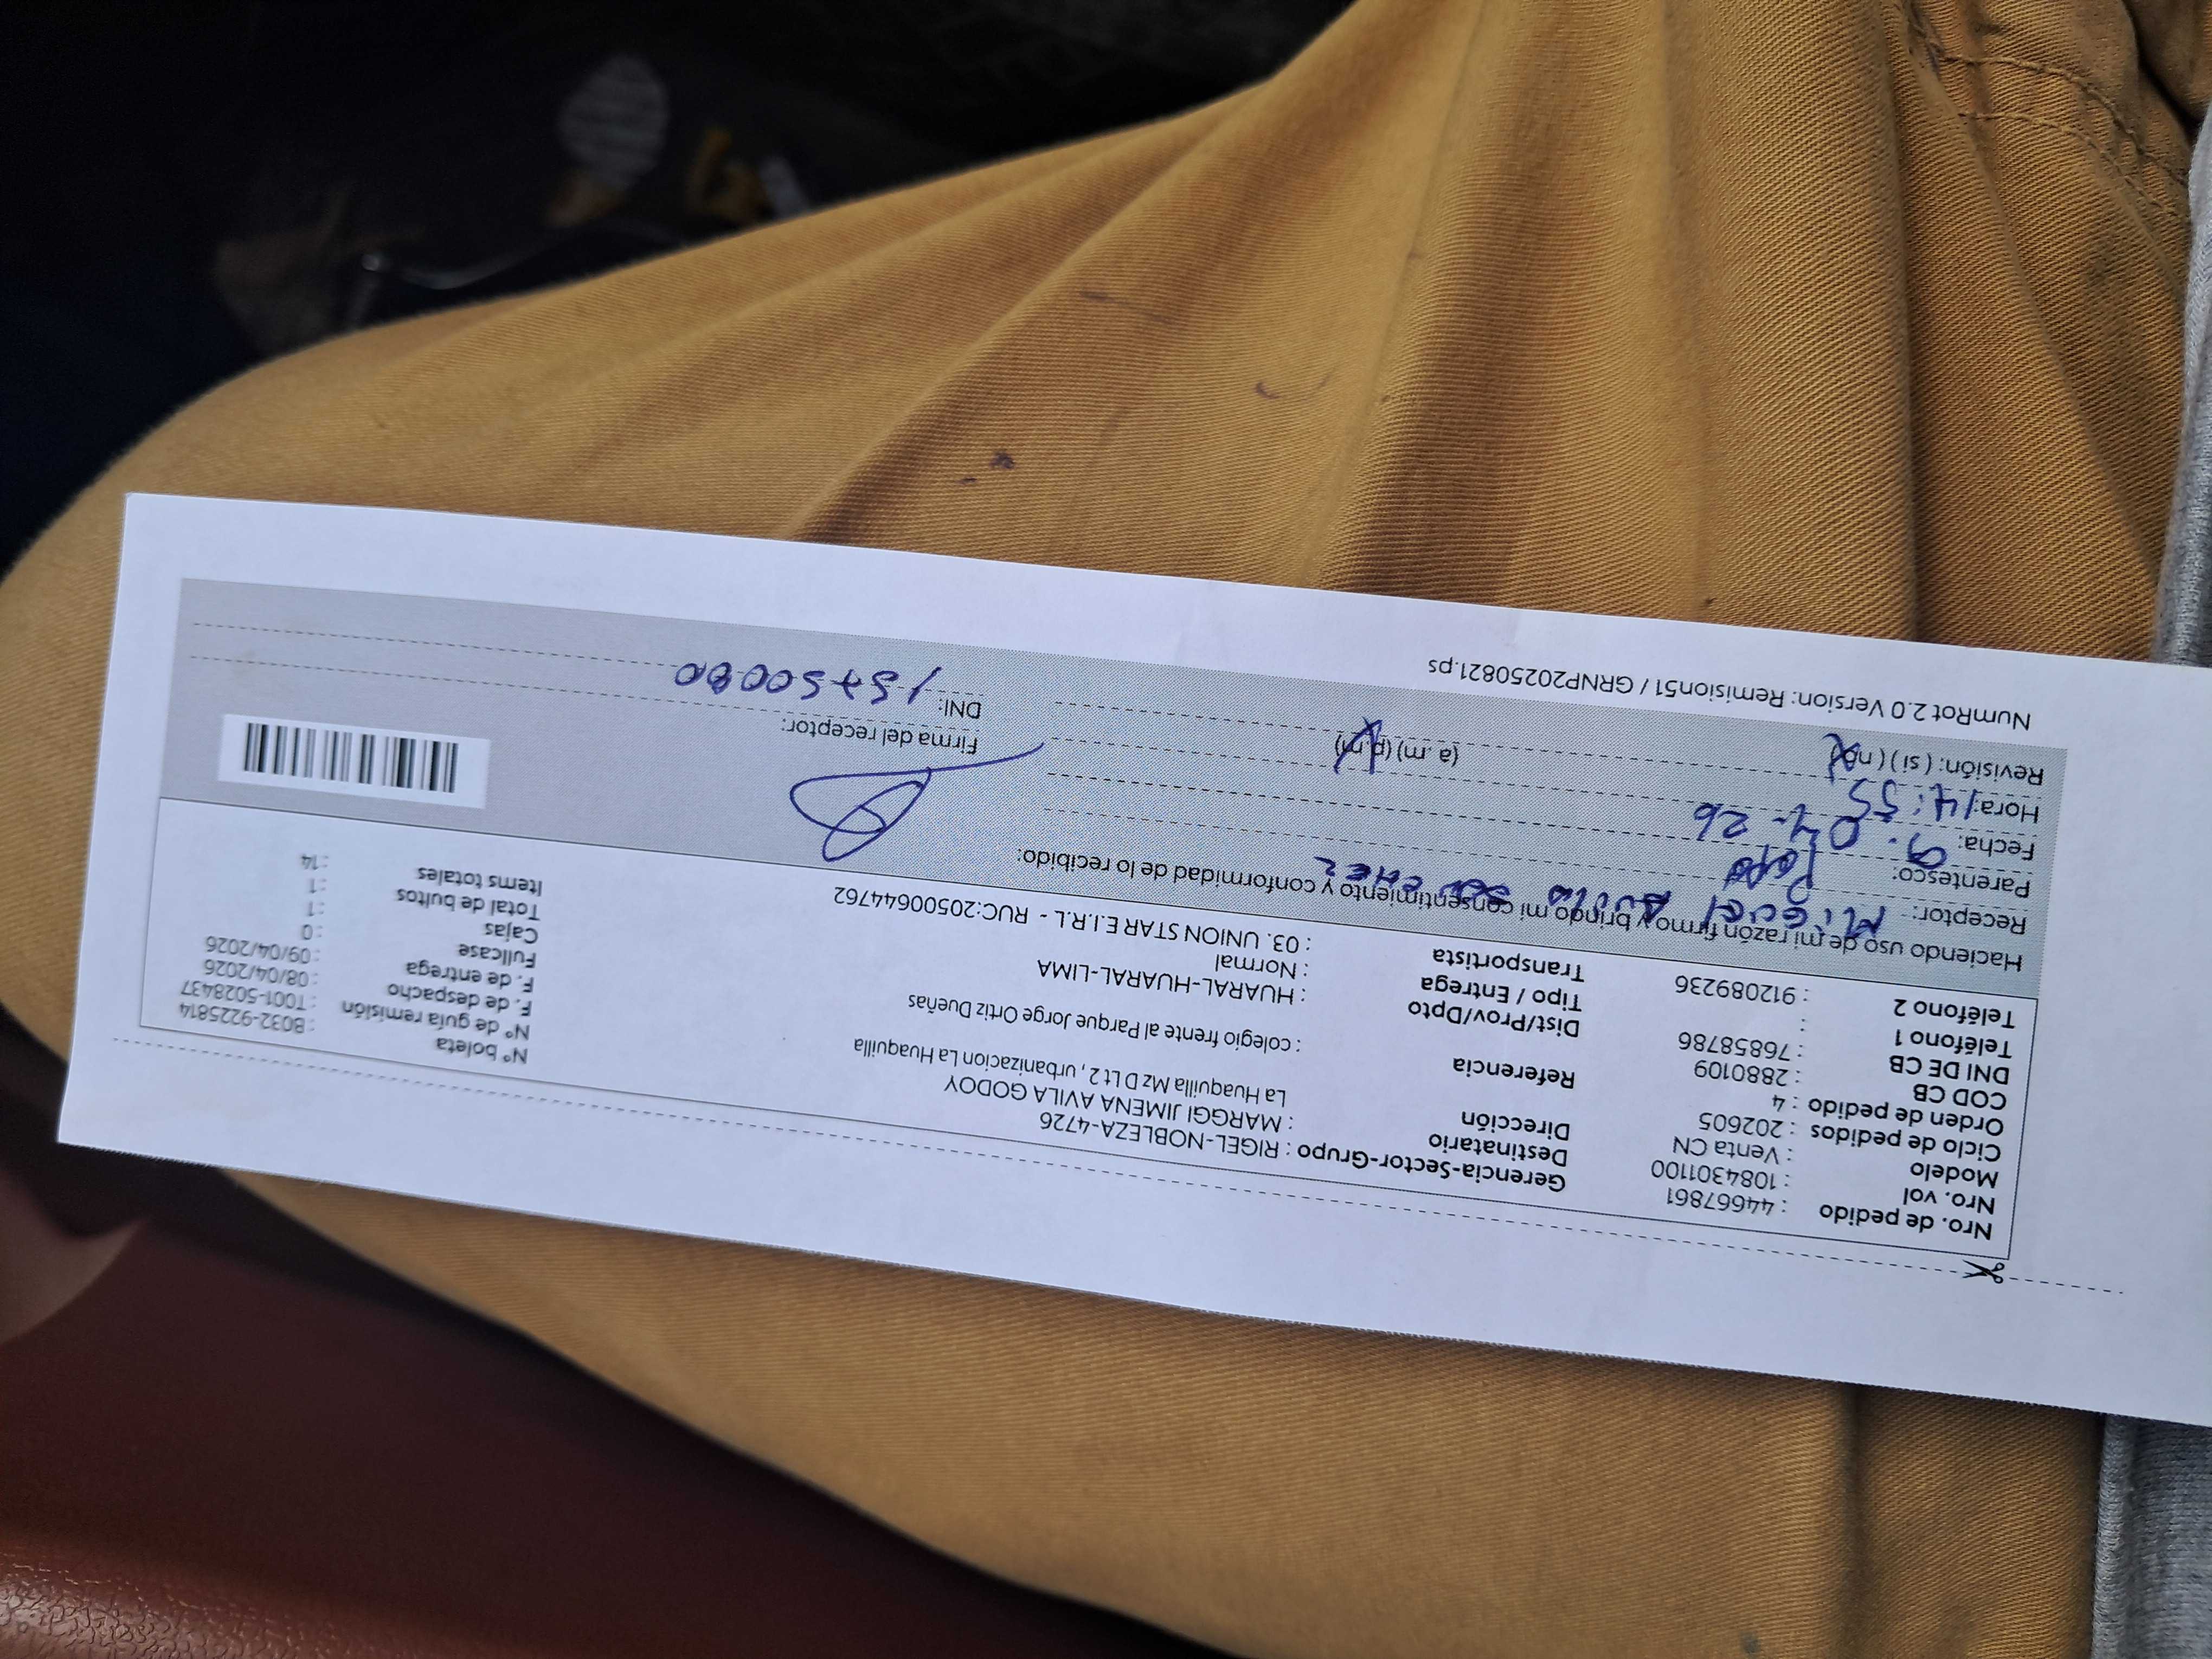 Nro. de pedido : 44667861
Nro. vol : 1084301100
Modelo : Venta CN
Ciclo de pedidos : 202605
Orden de pedido : 4
COD CB : 2880109
DNI DE CB : 76858786
Teléfono 1 :
Teléfono 2 : 912089236
Gerencia-Sector-Grupo : RIGEL-NOBLEZA-4726
Destinatario : MARGGI JIMENA AVILA GODOY
Dirección
La Huaquilla Mz D Lt 2 , urbanizacion La Huaquilla
Referencia : colegio frente al Parque Jorge Ortiz Dueñas
Dist/Prov/Dpto : HUARAL-HUARAL-LIMA
Tipo / Entrega : Normal
Transportista : 03. UNION STAR E.I.R.L - RUC:20500644762
N° boleta : B032-9225814
N° de guía remisión : T001-5028437
F. de despacho : 08/04/2026
F. de entrega : 09/04/2026
Fullcase : 0
Cajas : 1
Total de bultos : 1
Items totales : 14
Haciendo uso de mi razón firmo y brindo mi consentimiento y conformidad de lo recibido:
Receptor: Miguel Avila
Parentesco: Papa
Fecha: 9. 04- 26
Hora: 14:55 (a. m) (p.m)
Revisión: ( si ) ( no)
Firma del receptor:
DNI: 15750080
NumRot 2.0 Version: Remision51 / GRNP20250821.ps